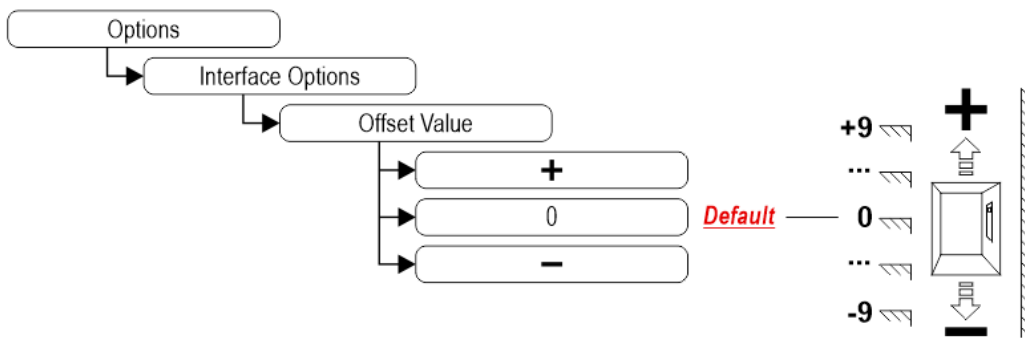 Options
Interface Options
Offset Value
+
0
−
Default
+
+9
...
0
...
-9
−